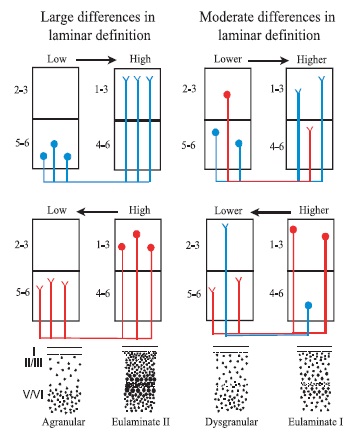 Large differences in
laminar definition
Moderate differences in
laminar definition
Low High
Lower Higher
2-3 1-3
2-3 1-3
5-6 4-6
5-6 4-6
Low High
Lower Higher
2-3 1-3
2-3 1-3
5-6 4-6
5-6 4-6
I
II/III
V/VI
Agranular Eulaminate II Dysgranular Eulaminate I